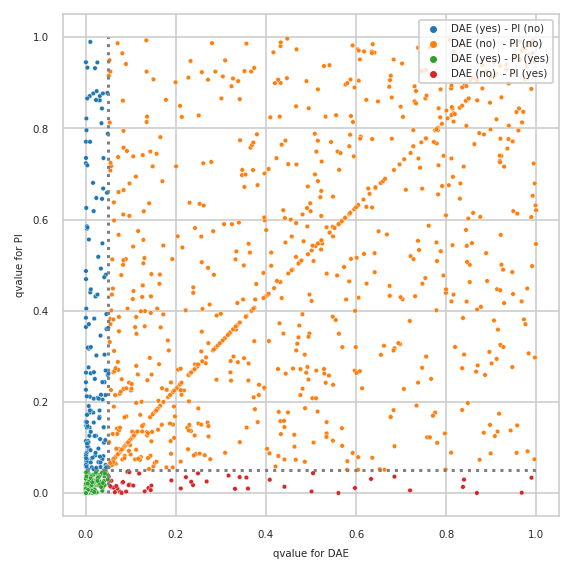 DAE (yes) - PI (no)
DAE (no) - PI (no)
DAE (yes) - PI (yes)
DAE (no) - PI (yes)
1.0
0.8
0.6
0.4
0.2
0.0
qvalue for PI
0.0 0.2 0.4 0.6 0.8 1.0
qvalue for DAE